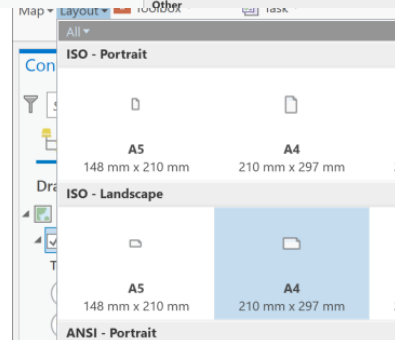 Other
Map Layout Toolbox Task
All
Con
S
ISO - Portrait
A5 A4
148 mm x 210 mm 210 mm x 297 mm
Dra
ISO - Landscape
T
A5 A4
148 mm x 210 mm 210 mm x 297 mm
ANSI - Portrait